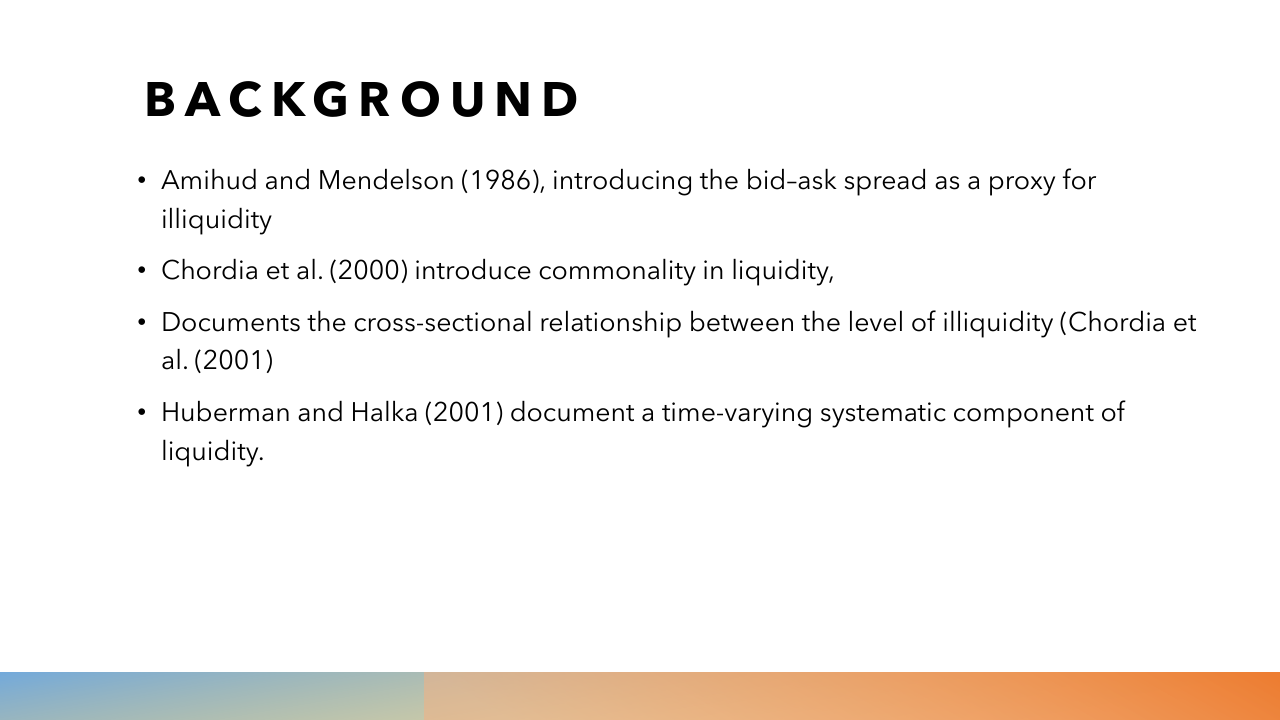 BACKGROUND
• Amihud and Mendelson (1986), introducing the bid–ask spread as a proxy for
illiquidity
• Chordia et al. (2000) introduce commonality in liquidity,
• Documents the cross-sectional relationship between the level of illiquidity (Chordia et
al. (2001)
• Huberman and Halka (2001) document a time-varying systematic component of
liquidity.